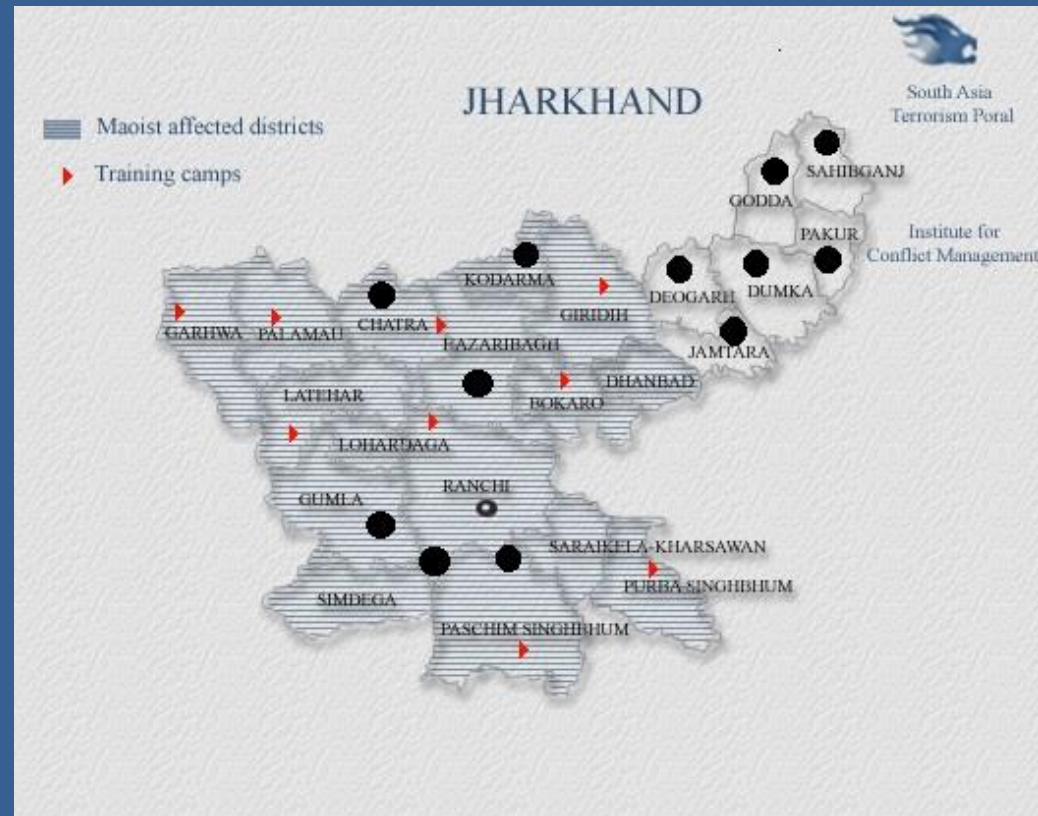 JHARKHAND
South Asia
Terrorism Poral
Maoist affected districts
Training camps
SAHIBGANJ
GODDA
PAKUR
Institute for
Conflict Management
KODARMA
DEOGARH
DUMKA
GIRIDIH
GARHWA
PALAMAU
CHATRA
HAZARIBAGH
JAMTARA
DHANBAD
LATEHAR
BOKARO
LOHARDAGA
RANCHI
GUMLA
SARAIKELA-KHARSAWAN
PURBA SINGHBHUM
SIMDEGA
PASCHIM SINGHBHUM